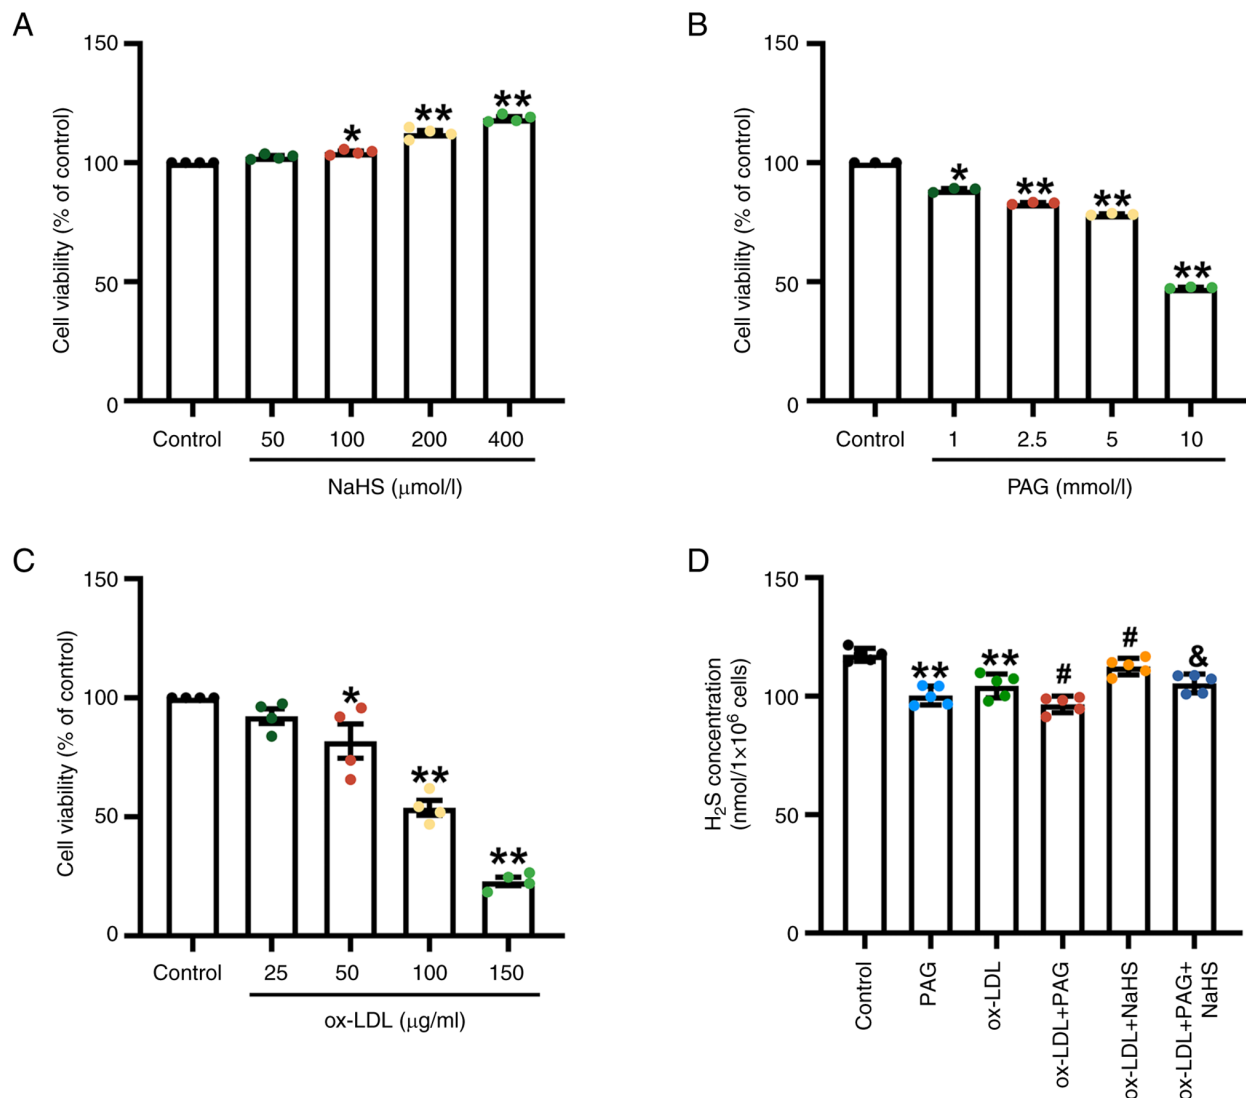 A
150
100
50
0
Cell viability (% of control)
*
**
**
Control 50 100 200 400
NaHS (μmol/l)
B
150
100
50
0
Cell viability (% of control)
*
**
**
**
Control 1 2.5 5 10
PAG (mmol/l)
C
150
100
50
0
Cell viability (% of control)
*
**
**
Control 25 50 100 150
ox-LDL (μg/ml)
D
150
100
50
0
H₂S concentration
(nmol/1×10⁶ cells)
**
**
#
#
&
Control
PAG
ox-LDL
ox-LDL+PAG
ox-LDL+NaHS
ox-LDL+PAG+
NaHS